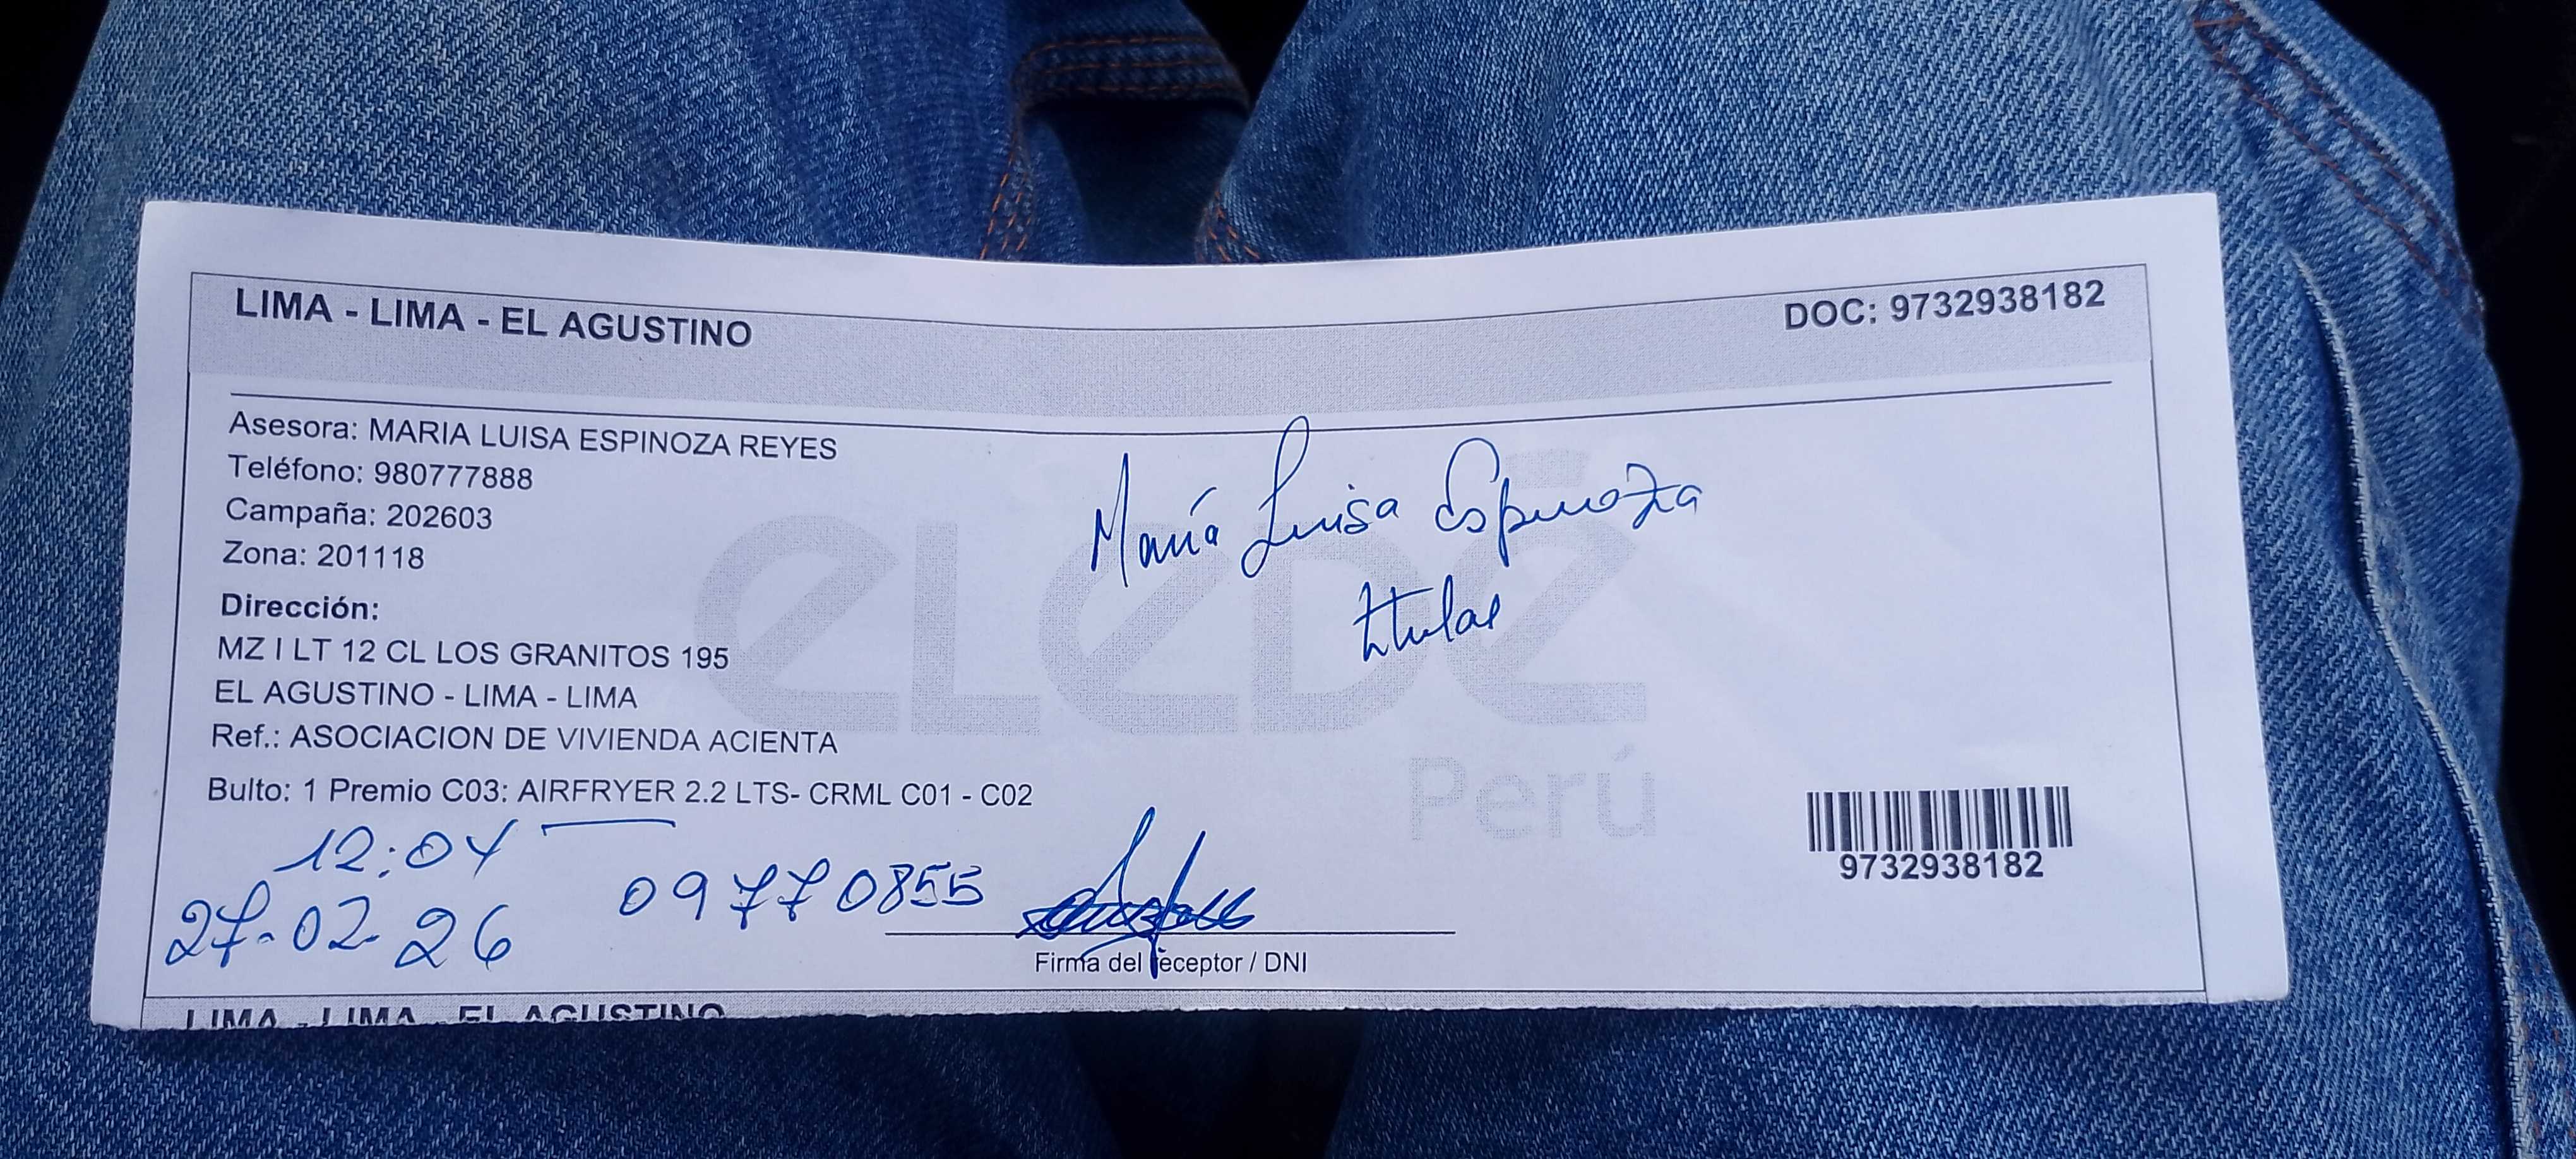 LIMA - LIMA - EL AGUSTINO
DOC: 9732938182
Asesora: MARIA LUISA ESPINOZA REYES
Teléfono: 980777888
Campaña: 202603
Zona: 201118
María Luisa Espinoza
titular
Dirección:
MZ I LT 12 CL LOS GRANITOS 195
EL AGUSTINO - LIMA - LIMA
Ref.: ASOCIACION DE VIVIENDA ACIENTA
eLeDē
Perú
Bulto: 1 Premio C03: AIRFRYER 2.2 LTS- CRML C01 - C02
12:04
27-02-26
09770855
Firma del receptor / DNI
9732938182
LIMA - LIMA - EL AGUSTINO